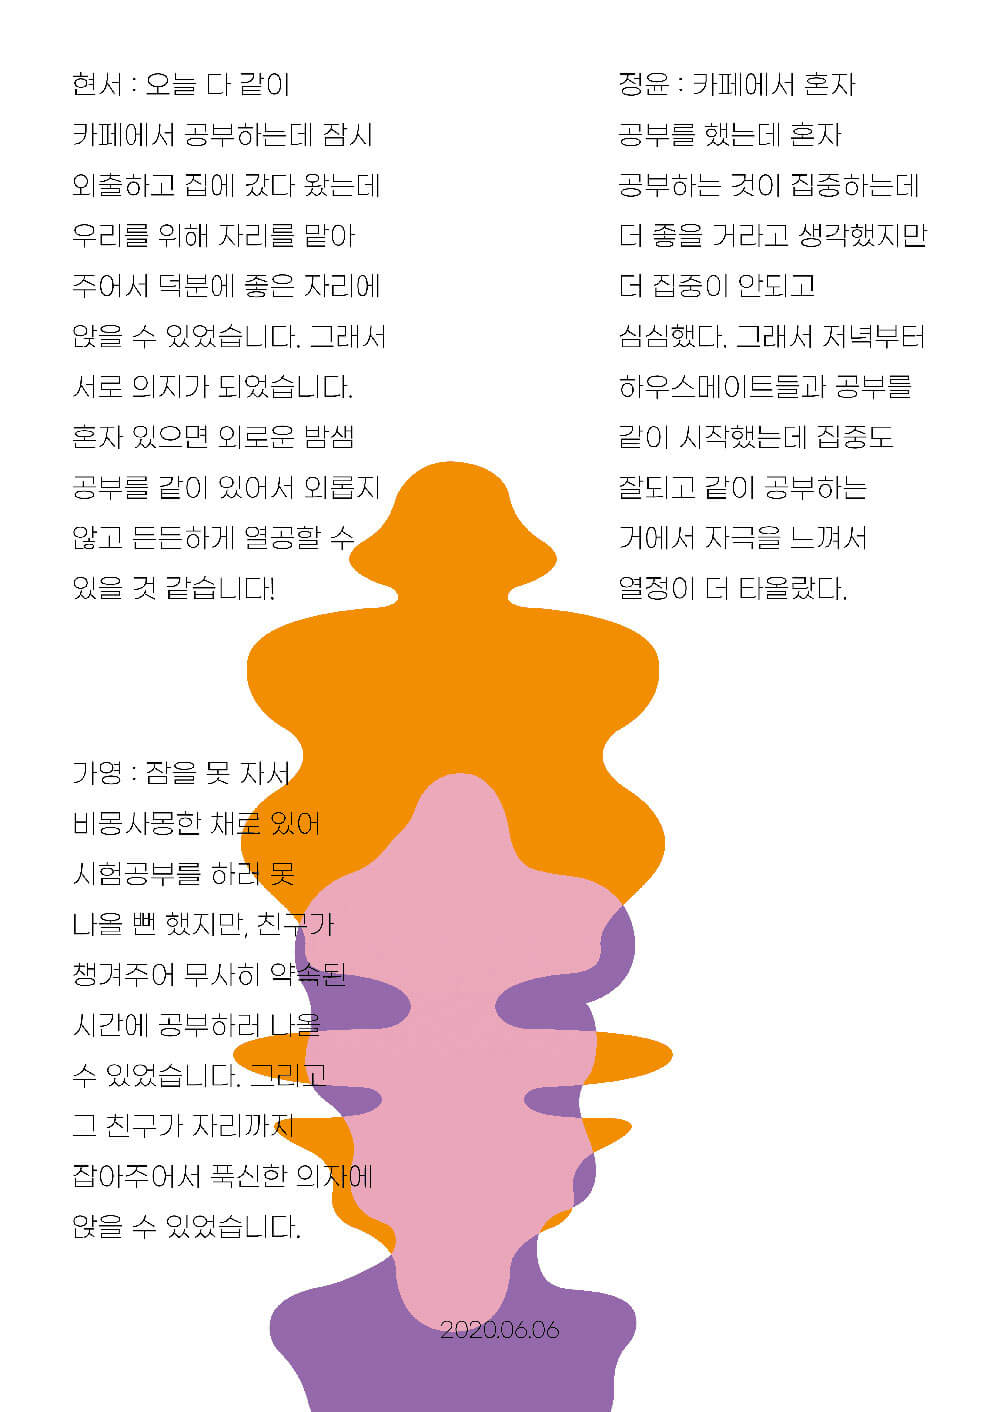 현서 : 오늘 다 같이
카페에서 공부하는데 잠시
외출하고 집에 갔다 왔는데
우리를 위해 자리를 맡아
주어서 덕분에 좋은 자리에
앉을 수 있었습니다. 그래서
서로 의지가 되었습니다.
혼자 있으면 외로운 밤샘
공부를 같이 있어서 외롭지
않고 든든하게 열공할 수
있을 것 같습니다!
정윤 : 카페에서 혼자
공부를 했는데 혼자
공부하는 것이 집중하는데
더 좋을 거라고 생각했지만
더 집중이 안되고
심심했다. 그래서 저녁부터
하우스메이트들과 공부를
같이 시작했는데 집중도
잘되고 같이 공부하는
거에서 자극을 느껴서
열정이 더 타올랐다.
가영 : 잠을 못 자서
비몽사몽한 채로 있어
시험공부를 하러 못
나올 뻔 했지만, 친구가
챙겨주어 무사히 약속된
시간에 공부하러 나올
수 있었습니다. 그리고
그 친구가 자리까지
잡아주어서 푹신한 의자에
앉을 수 있었습니다.
2020.06.06